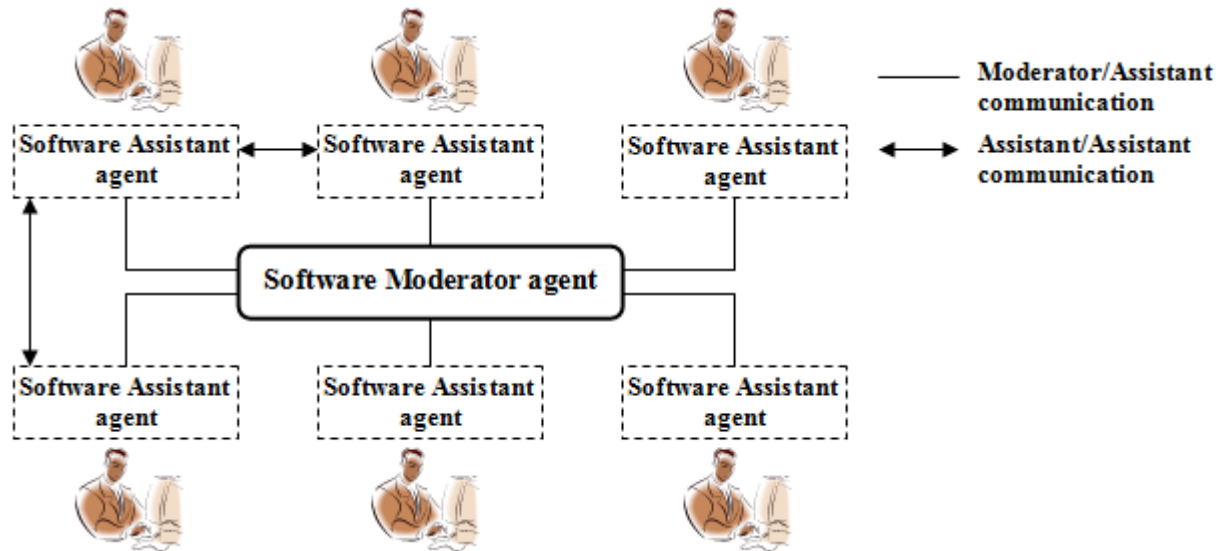 Software Assistant
agent
Software Assistant
agent
Software Assistant
agent
Moderator/Assistant
communication
Assistant/Assistant
communication
Software Moderator agent
Software Assistant
agent
Software Assistant
agent
Software Assistant
agent